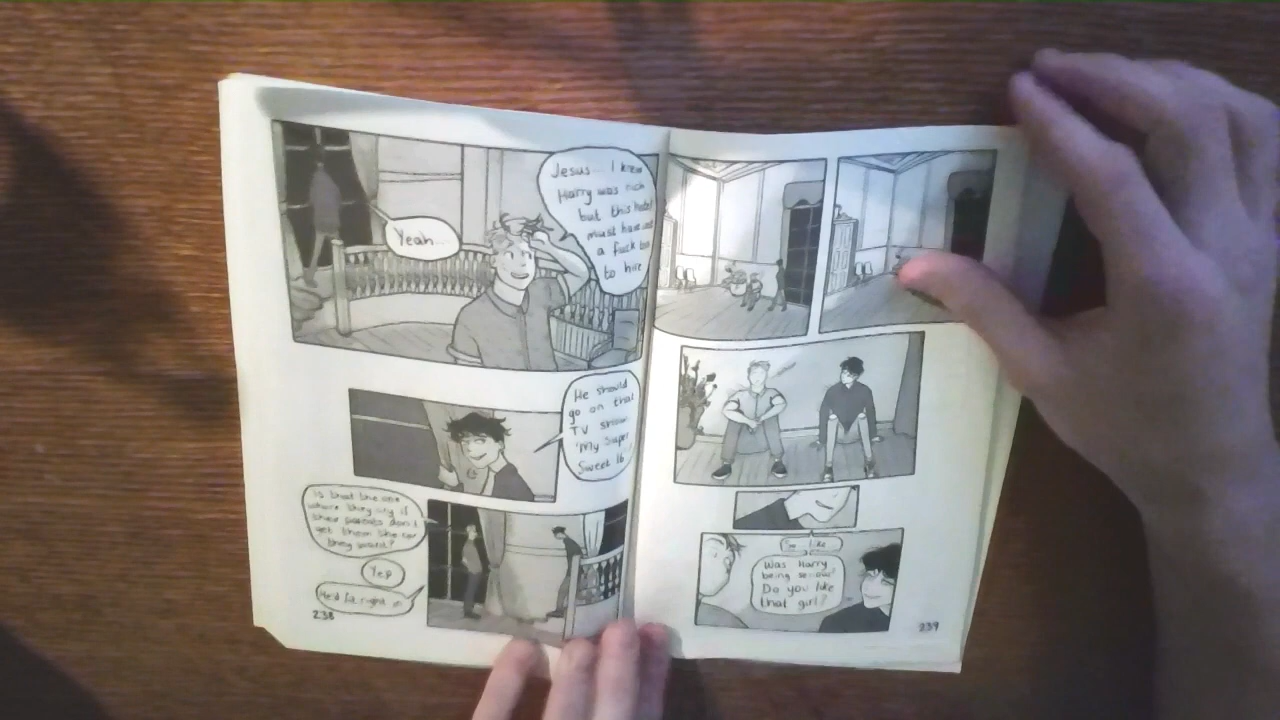 Yeah...
Jesus... I knew
Harry was rich
but this hotel
must have cost
a fuck ton
to hire
He should
go on that
TV show
'My Super
Sweet 16'
Is that the one
where they cry if
their parents don't
get them the car
they want?
Yep
He'd fit right in
238
So like
Was Harry
being serious?
Do you like
that girl?
239